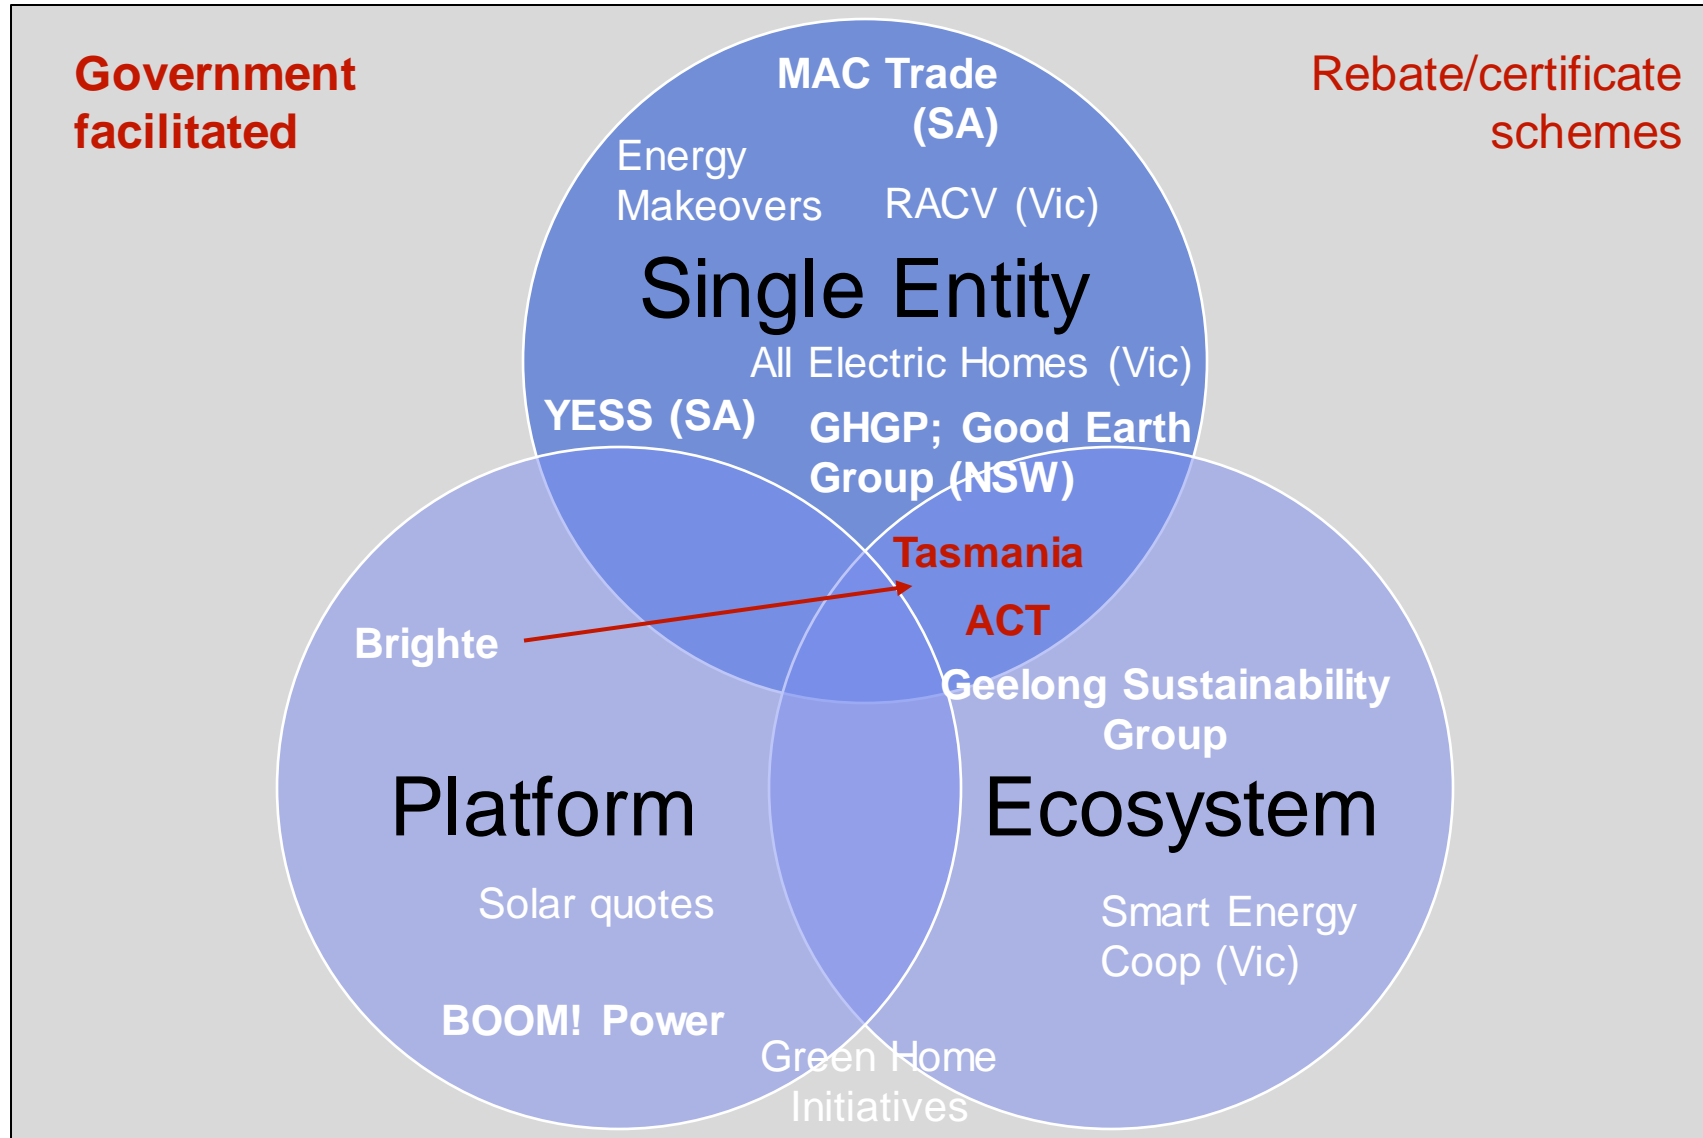 Government
facilitated
Rebate/certificate
schemes
MAC Trade
(SA)
Energy
Makeovers
RACV (Vic)
Single Entity
All Electric Homes (Vic)
YESS (SA)
GHGP; Good Earth
Group (NSW)
Tasmania
ACT
Brighte
Geelong Sustainability
Group
Platform
Ecosystem
Solar quotes
Smart Energy
Coop (Vic)
BOOM! Power
Green Home
Initiatives